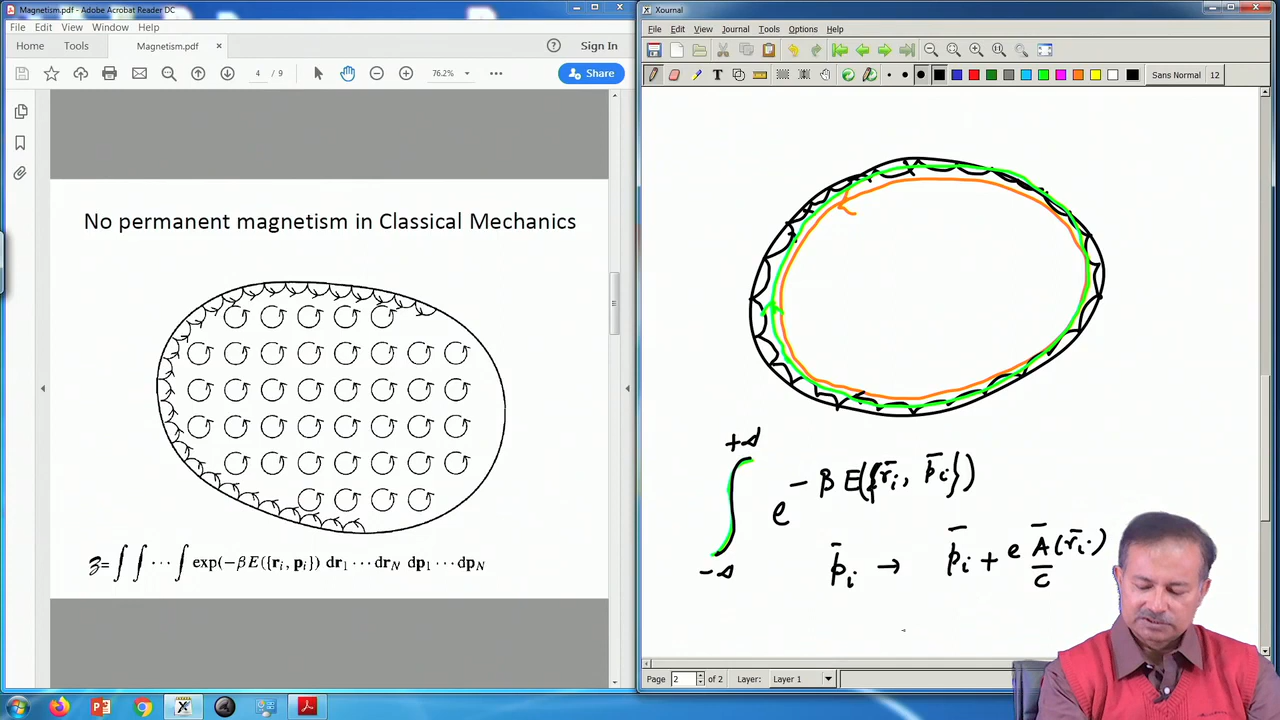 Magnetism.pdf - Adobe Acrobat Reader DC
File Edit View Window Help
Home Tools Magnetism.pdf × Sign In
4 / 9 76.2% Share
No permanent magnetism in Classical Mechanics
𝓏 = ∫ ∫ ⋯ ∫ exp(−βE({r_i, p_i}) dr_1 ⋯ dr_N dp_1 ⋯ dp_N
Xournal
File Edit View Journal Tools Options Help
Sans Normal 12
e^{− β E({r̄_i, p̄_i})}
p̄_i → p̄_i + e Ā(r̄_i) / c
Page 2 of 2 Layer: Layer 1